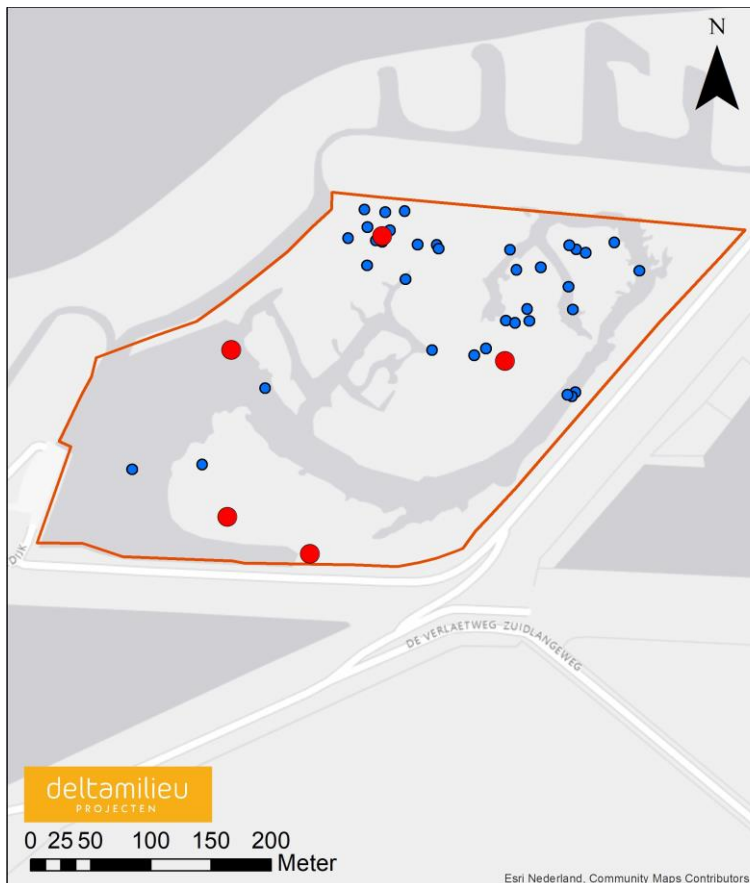 N
DIJK
DE VERLAETWEG ZUIDLANGEWEG
deltamilieu
PROJECTEN
0 25 50 100 150 200
Meter
Esri Nederland, Community Maps Contributors